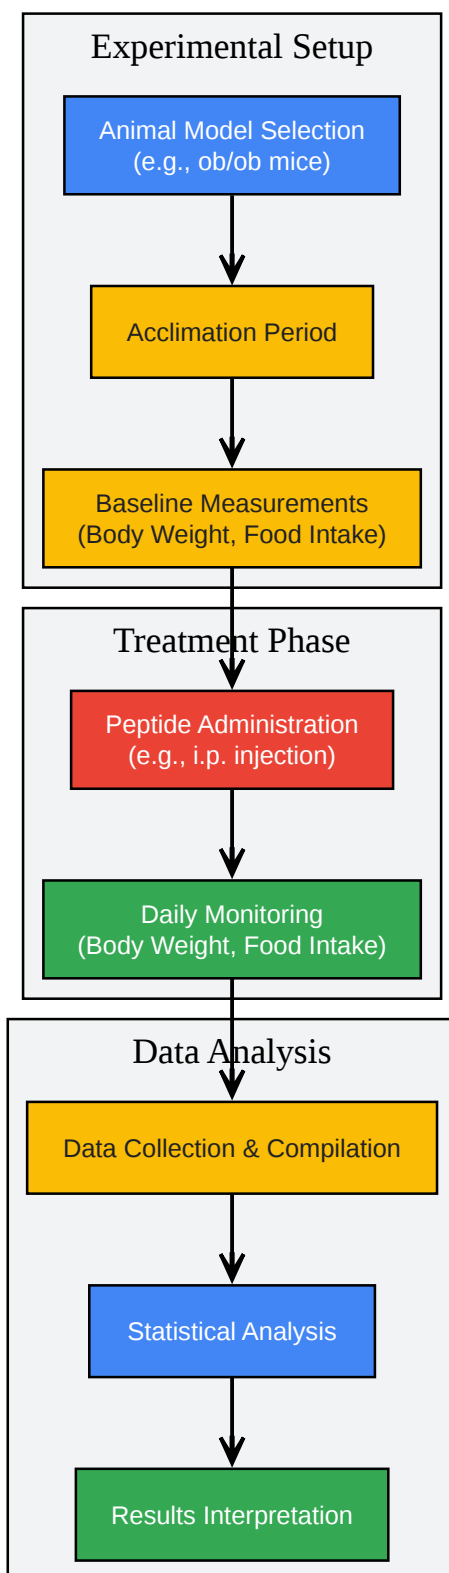 Experimental Setup
Animal Model Selection
(e.g., ob/ob mice)
Acclimation Period
Baseline Measurements
(Body Weight, Food Intake)
Treatment Phase
Peptide Administration
(e.g., i.p. injection)
Daily Monitoring
(Body Weight, Food Intake)
Data Analysis
Data Collection & Compilation
Statistical Analysis
Results Interpretation